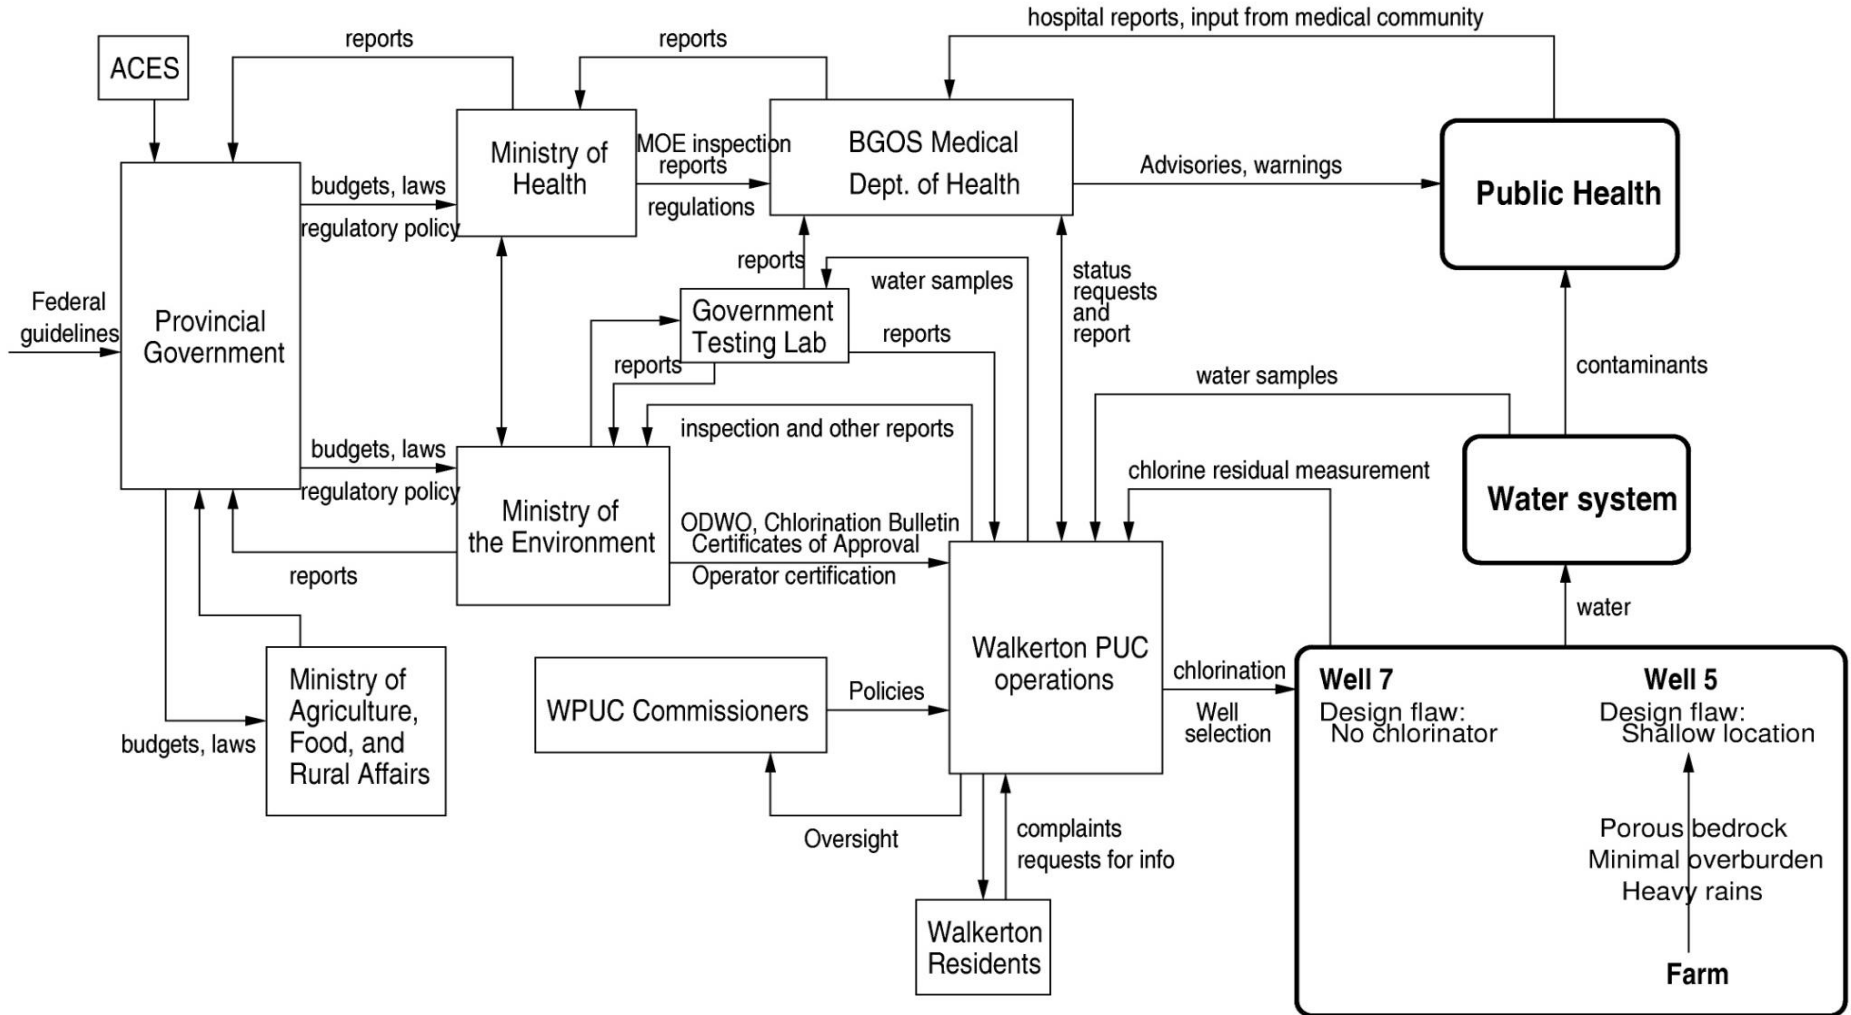 hospital reports, input from medical community
reports
reports
ACES
Ministry of
Health
MOE inspection
reports
regulations
BGOS Medical
Dept. of Health
Advisories, warnings
Public Health
budgets, laws
regulatory policy
Federal
guidelines
Provincial
Government
reports
water samples
status
requests
and
report
Government
Testing Lab
reports
reports
contaminants
water samples
inspection and other reports
budgets, laws
regulatory policy
chlorine residual measurement
Water system
Ministry of
the Environment
ODWO, Chlorination Bulletin
Certificates of Approval
Operator certification
reports
water
Walkerton PUC
operations
chlorination
Well
selection
Well 7
Design flaw:
No chlorinator
Well 5
Design flaw:
Shallow location
Ministry of
Agriculture,
Food, and
Rural Affairs
budgets, laws
WPUC Commissioners
Policies
Oversight
complaints
requests for info
Porous bedrock
Minimal overburden
Heavy rains
Walkerton
Residents
Farm